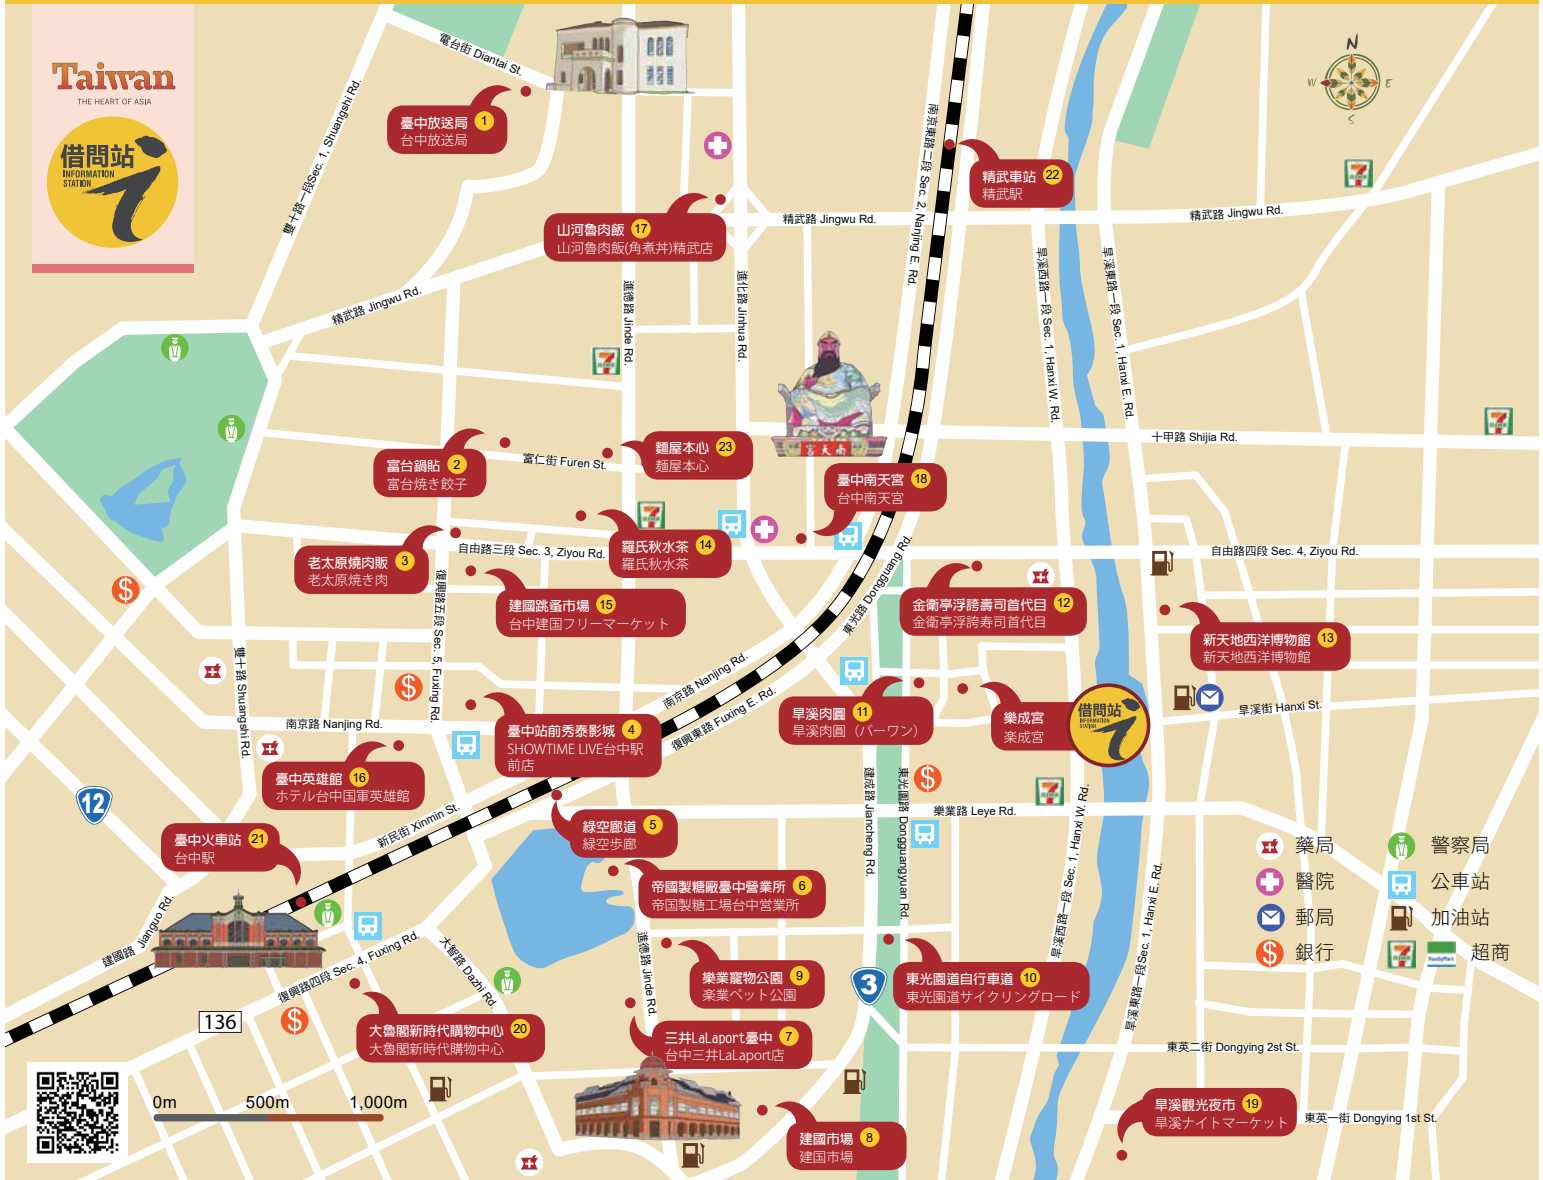 Taiwan
THE HEART OF ASIA
借問站
INFORMATION
STATION
電台街 Diantai St.
臺中放送局 1
台中放送局
雙十路一段Sec. 1, Shuangshi Rd.
N
W
E
S
南京東路二段 Sec. 2, Nanjing E. Rd.
精武車站 22
精武駅
山河魯肉飯 17
山河魯肉飯(角煮丼)精武店
精武路 Jingwu Rd.
精武路 Jingwu Rd.
精武路 Jingwu Rd.
進德路 Jinde Rd.
進化路 Jinhua Rd.
旱溪西路一段 Sec. 1, Hanxi W. Rd.
旱溪東路一段 Sec. 1, Hanxi E. Rd.
7 ELEVEN
南天宮
十甲路 Shijia Rd.
富台鍋貼 2
富台焼き餃子
富仁街 Furen St.
麵屋本心 23
麵屋本心
臺中南天宮 18
台中南天宮
老太原燒肉販 3
老太原焼き肉
自由路三段 Sec. 3, Ziyou Rd.
羅氏秋水茶 14
羅氏秋水茶
自由路四段 Sec. 4, Ziyou Rd.
復興路五段 Sec. 5, Fuxing Rd.
建國跳蚤市場 15
台中建国フリーマーケット
東光路 Dongguang Rd.
金衛亭浮誇壽司首代目 12
金衛亭浮誇寿司首代目
新天地西洋博物館 13
新天地西洋博物館
雙十路 Shuangshi Rd.
南京路 Nanjing Rd.
南京路 Nanjing Rd.
復興東路 Fuxing E. Rd.
臺中站前秀泰影城 4
SHOWTIME LIVE台中駅
前店
旱溪肉圓 11
旱溪肉圓（バーワン）
樂成宮
楽成宮
借問站
INFORMATION
STATION
旱溪街 Hanxi St.
臺中英雄館 16
ホテル台中国軍英雄館
12
新民街 Xinmin St.
臺中火車站 21
台中駅
綠空廊道 5
緑空歩廊
建成路 Jiancheng Rd.
東光園路 Dongguangyuan Rd.
樂業路 Leye Rd.
旱溪西路一段 Sec. 1, Hanxi W. Rd.
旱溪東路一段Sec. 1, Hanxi E. Rd.
帝國製糖廠臺中營業所 6
帝国製糖工場台中営業所
藥局
警察局
醫院
公車站
郵局
加油站
銀行
7 ELEVEN
FamilyMart
超商
建國路 Jianguo Rd.
復興路四段 Sec. 4, Fuxing Rd.
大智路 Dazhi Rd.
進德路 Jinde Rd.
樂業寵物公園 9
楽業ペット公園
3
東光園道自行車道 10
東光園道サイクリングロード
136
大魯閣新時代購物中心 20
大魯閣新時代購物中心
三井LaLaport臺中 7
台中三井LaLaport店
東英二街 Dongying 2st St.
0m 500m 1,000m
建國市場 8
建国市場
旱溪觀光夜市 19
旱溪ナイトマーケット
東英一街 Dongying 1st St.